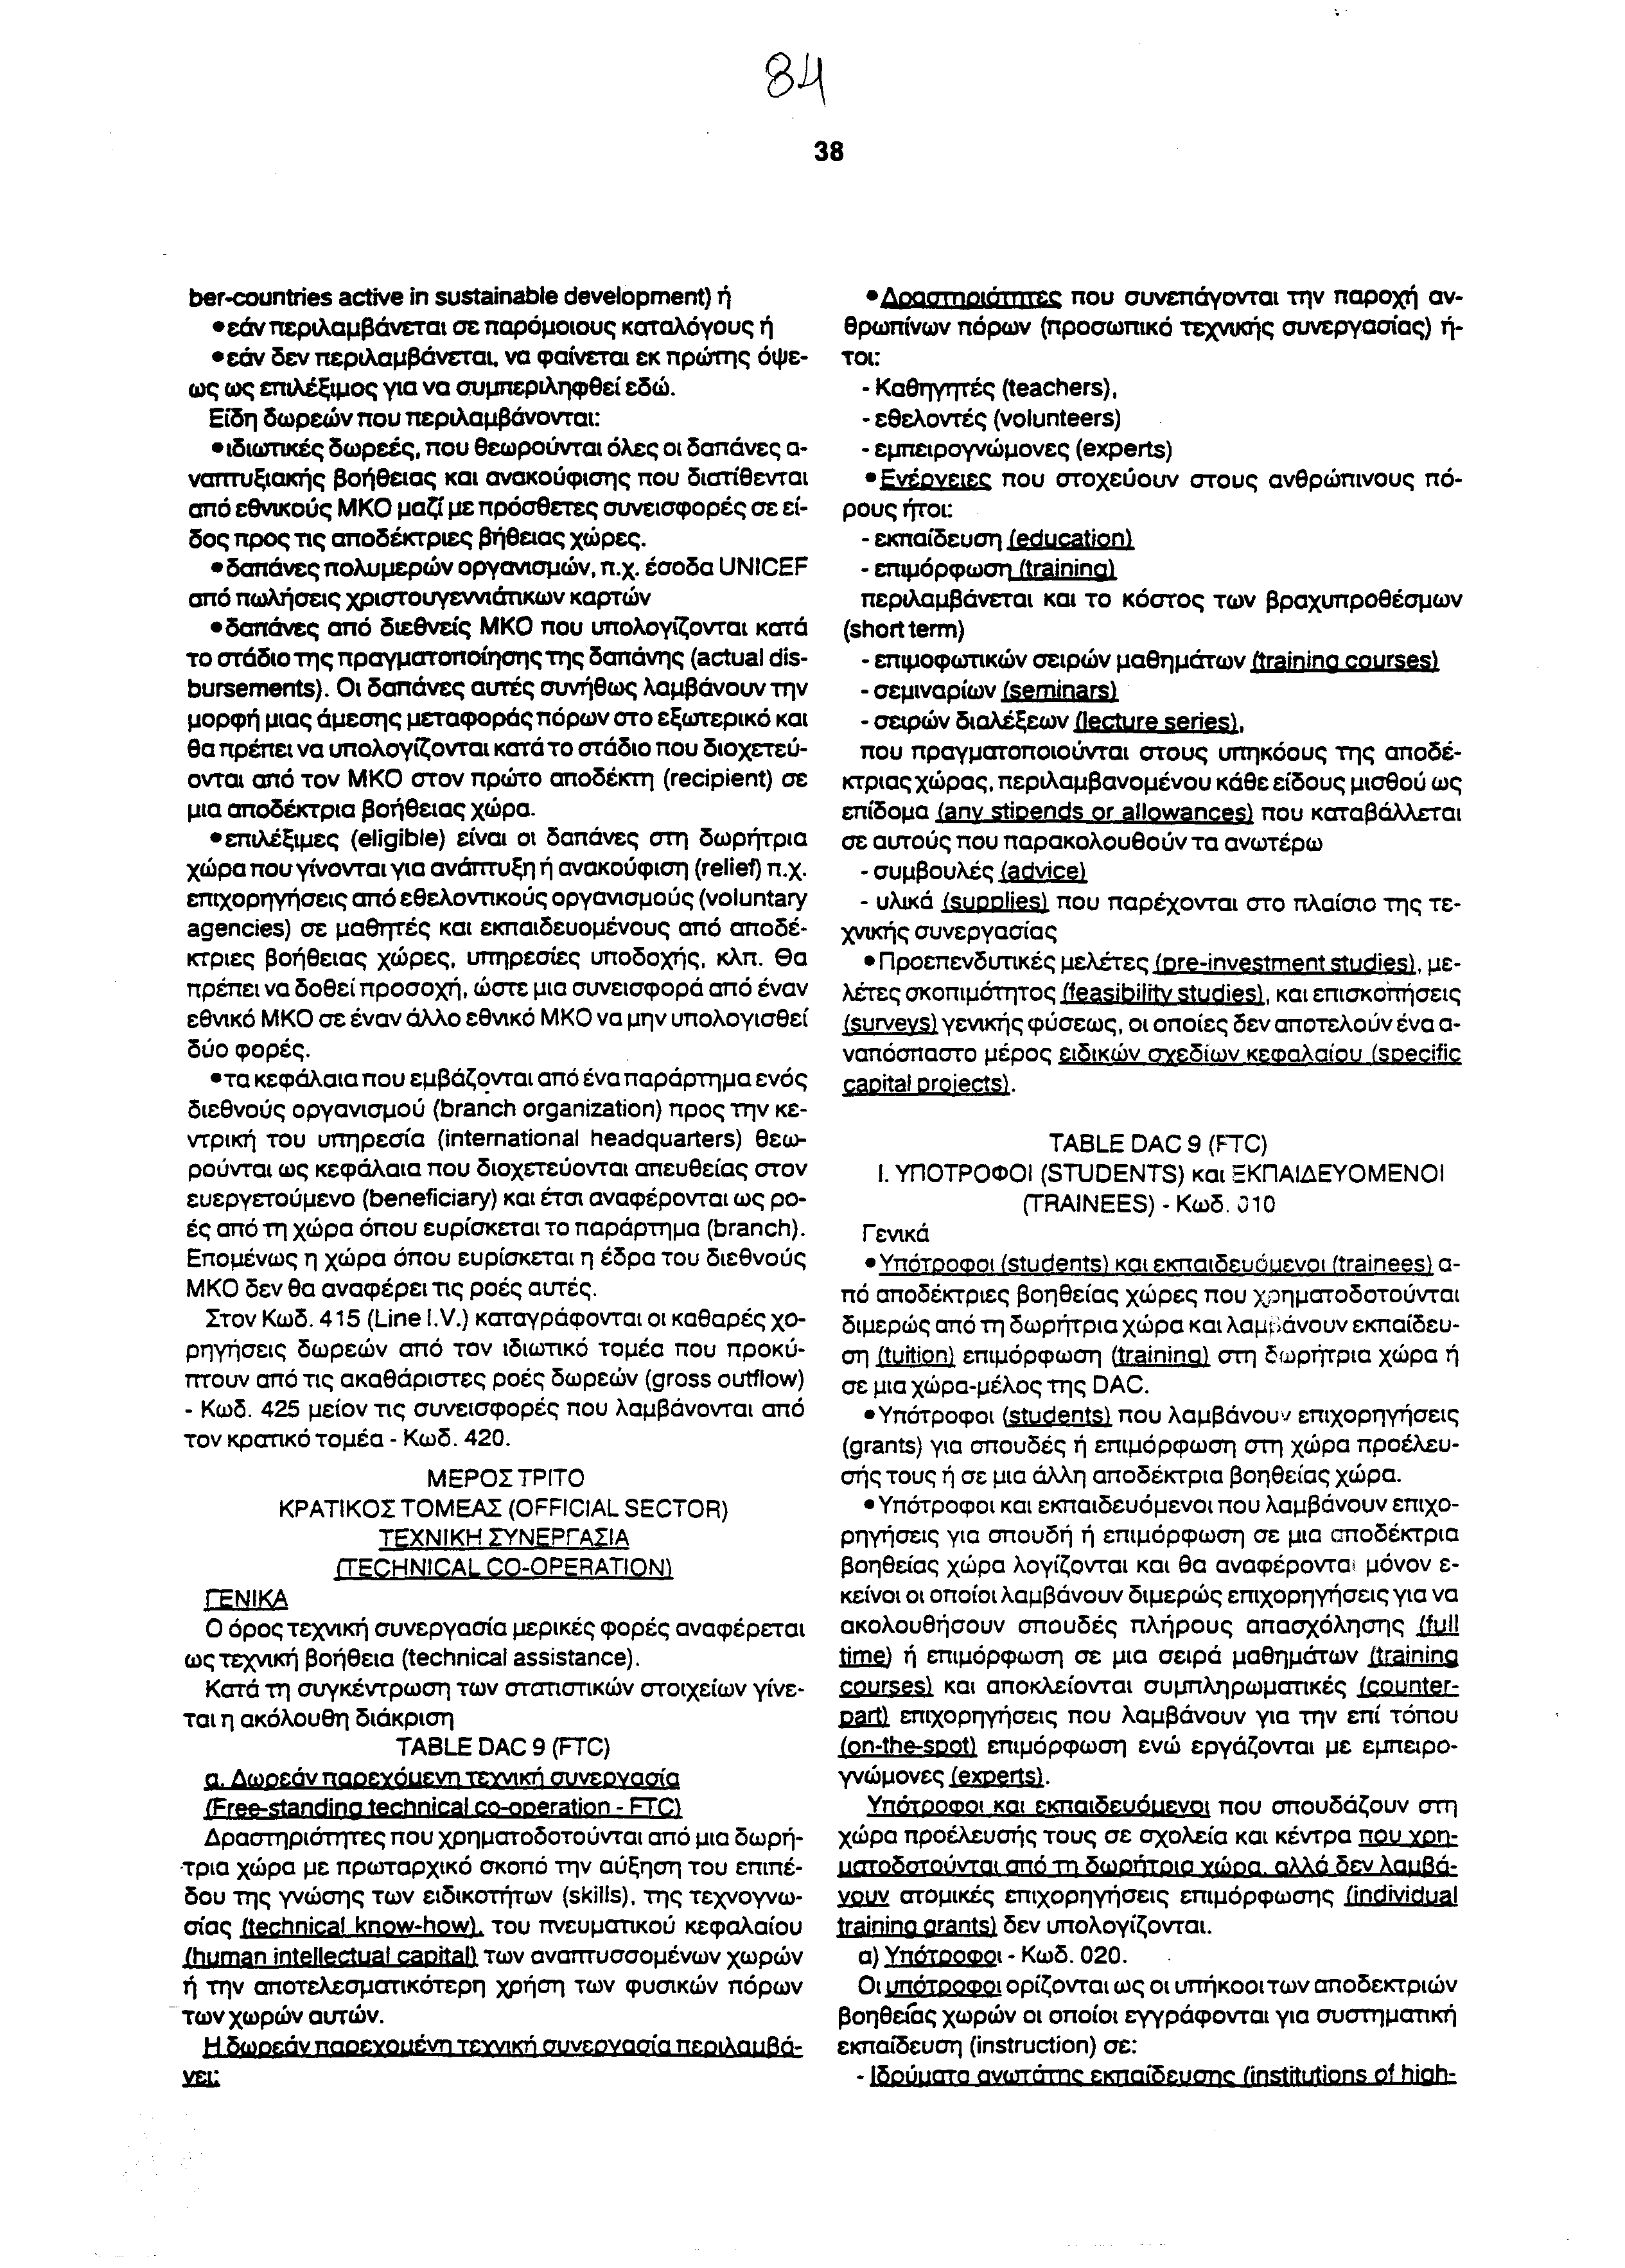 84
38
ber-countries active in sustainable development) ή
•εάν περιλαμβάνεται σε παρόμοιους καταλόγους ή
•εάν δεν περιλαμβάνεται, να φαίνεται εκ πρώτης όψε-
ως ως επιλέξιμος για να συμπεριληφθεί εδώ.
Είδη δωρεών που περιλαμβάνονται:
•ιδιωτικές δωρεές, που θεωρούνται όλες οι δαπάνες α-
ναπτυξιακής βοήθειας και ανακούφισης που διατίθενται
από εθνικούς ΜΚΟ μαζί με πρόσθετες συνεισφορές σε εί-
δος προς τις αποδέκτριες βήθειας χώρες.
•δαπάνες πολυμερών οργανισμών, π.χ. έσοδα UNICEF
από πωλήσεις χριστουγεννιάτικων καρτών
•δαπάνες από διεθνείς ΜΚΟ που υπολογίζονται κατά
το στάδιο της πραγματοποίησης της δαπάνης (actual dis-
bursements). Οι δαπάνες αυτές συνήθως λαμβάνουν την
μορφή μιας άμεσης μεταφοράς πόρων στο εξωτερικό και
θα πρέπει να υπολογίζονται κατά το στάδιο που διοχετεύ-
ονται από τον ΜΚΟ στον πρώτο αποδέκτη (recipient) σε
μια αποδέκτρια βοήθειας χώρα.
•επιλέξιμες (eligible) είναι οι δαπάνες στη δωρήτρια
χώρα που γίνονται για ανάπτυξη ή ανακούφιση (relief) π.χ.
επιχορηγήσεις από εθελοντικούς οργανισμούς (voluntary
agencies) σε μαθητές και εκπαιδευομένους από αποδέ-
κτριες βοήθειας χώρες, υπηρεσίες υποδοχής, κλπ. Θα
πρέπει να δοθεί προσοχή, ώστε μια συνεισφορά από έναν
εθνικό ΜΚΟ σε έναν άλλο εθνικό ΜΚΟ να μην υπολογισθεί
δύο φορές.
•τα κεφάλαια που εμβάζονται από ένα παράρτημα ενός
διεθνούς οργανισμού (branch organization) προς την κε-
ντρική του υπηρεσία (international headquarters) θεω-
ρούνται ως κεφάλαια που διοχετεύονται απευθείας στον
ευεργετούμενο (beneficiary) και έτσι αναφέρονται ως ρο-
ές από τη χώρα όπου ευρίσκεται το παράρτημα (branch).
Επομένως η χώρα όπου ευρίσκεται η έδρα του διεθνούς
ΜΚΟ δεν θα αναφέρει τις ροές αυτές.
Στον Κωδ. 415 (Line I.V.) καταγράφονται οι καθαρές χο-
ρηγήσεις δωρεών από τον ιδιωτικό τομέα που προκύ-
πτουν από τις ακαθάριστες ροές δωρεών (gross outflow)
- Κωδ. 425 μείον τις συνεισφορές που λαμβάνονται από
τον κρατικό τομέα - Κωδ. 420.
ΜΕΡΟΣ ΤΡΙΤΟ
ΚΡΑΤΙΚΟΣ ΤΟΜΕΑΣ (OFFICIAL SECTOR)
ΤΕΧΝΙΚΗ ΣΥΝΕΡΓΑΣΙΑ
(TECHNICAL CO-OPERATION)
ΓΕΝΙΚΑ
Ο όρος τεχνική συνεργασία μερικές φορές αναφέρεται
ως τεχνική βοήθεια (technical assistance).
Κατά τη συγκέντρωση των στατιστικών στοιχείων γίνε-
ται η ακόλουθη διάκριση
TABLE DAC 9 (FTC)
α. Δωρεάν παρεχόμενη τεχνική συνεργασία
(Free-standing technical co-operation - FTC)
Δραστηριότητες που χρηματοδοτούνται από μια δωρή-
τρια χώρα με πρωταρχικό σκοπό την αύξηση του επιπέ-
δου της γνώσης των ειδικοτήτων (skills), της τεχνογνω-
σίας (technical know-how), του πνευματικού κεφαλαίου
(human intellectual capital) των αναπτυσσομένων χωρών
ή την αποτελεσματικότερη χρήση των φυσικών πόρων
των χωρών αυτών.
Η δωρεάν παρεχομένη τεχνική συνεργασία περιλαμβά-
νει:
•Δραστηριότητες που συνεπάγονται την παροχή αν-
θρωπίνων πόρων (προσωπικό τεχνικής συνεργασίας) ή-
τοι:
- Καθηγητές (teachers),
- εθελοντές (volunteers)
- εμπειρογνώμονες (experts)
•Ενέργειες που στοχεύουν στους ανθρώπινους πό-
ρους ήτοι:
- εκπαίδευση (education)
- επιμόρφωση (training)
περιλαμβάνεται και το κόστος των βραχυπροθέσμων
(short term)
- επιμοφωτικών σειρών μαθημάτων (training courses)
- σεμιναρίων (seminars)
- σειρών διαλέξεων (lecture series),
που πραγματοποιούνται στους υπηκόους της αποδέ-
κτριας χώρας, περιλαμβανομένου κάθε είδους μισθού ως
επίδομα (any stipends or allowances) που καταβάλλεται
σε αυτούς που παρακολουθούν τα ανωτέρω
- συμβουλές (advice)
- υλικά (supplies) που παρέχονται στο πλαίσιο της τε-
χνικής συνεργασίας
•Προεπενδυτικές μελέτες (pre-investment studies), με-
λέτες σκοπιμότητος (feasibility studies), και επισκοπήσεις
(surveys) γενικής φύσεως, οι οποίες δεν αποτελούν ένα α-
ναπόσπαστο μέρος ειδικών σχεδίων κεφαλαίου (specific
capital projects).
TABLE DAC 9 (FTC)
I. ΥΠΟΤΡΟΦΟΙ (STUDENTS) και ΕΚΠΑΙΔΕΥΟΜΕΝΟΙ
(TRAINEES) - Κωδ. 010
Γενικά
•Υπότροφοι (students) και εκπαιδευόμενοι (trainees) α-
πό αποδέκτριες βοηθείας χώρες που χρηματοδοτούνται
διμερώς από τη δωρήτρια χώρα και λαμβάνουν εκπαίδευ-
ση (tuition) επιμόρφωση (training) στη δωρήτρια χώρα ή
σε μια χώρα-μέλος της DAC.
•Υπότροφοι (students) που λαμβάνουν επιχορηγήσεις
(grants) για σπουδές ή επιμόρφωση στη χώρα προέλευ-
σής τους ή σε μια άλλη αποδέκτρια βοηθείας χώρα.
•Υπότροφοι και εκπαιδευόμενοι που λαμβάνουν επιχο-
ρηγήσεις για σπουδή ή επιμόρφωση σε μια αποδέκτρια
βοηθείας χώρα λογίζονται και θα αναφέρονται μόνον ε-
κείνοι οι οποίοι λαμβάνουν διμερώς επιχορηγήσεις για να
ακολουθήσουν σπουδές πλήρους απασχόλησης (full
time) ή επιμόρφωση σε μια σειρά μαθημάτων (training
courses) και αποκλείονται συμπληρωματικές (counter-
part) επιχορηγήσεις που λαμβάνουν για την επί τόπου
(on-the-spot) επιμόρφωση ενώ εργάζονται με εμπειρο-
γνώμονες (experts).
Υπότροφοι και εκπαιδευόμενοι που σπουδάζουν στη
χώρα προέλευσής τους σε σχολεία και κέντρα που χρη-
ματοδοτούνται από τη δωρήτρια χώρα, αλλά δεν λαμβά-
νουν ατομικές επιχορηγήσεις επιμόρφωσης (individual
training grants) δεν υπολογίζονται.
α) Υπότροφοι - Κωδ. 020.
Οι υπότροφοι ορίζονται ως οι υπήκοοι των αποδεκτριών
βοηθείας χωρών οι οποίοι εγγράφονται για συστηματική
εκπαίδευση (instruction) σε:
- Ιδρύματα ανωτάτης εκπαίδευσης (institutions of high-